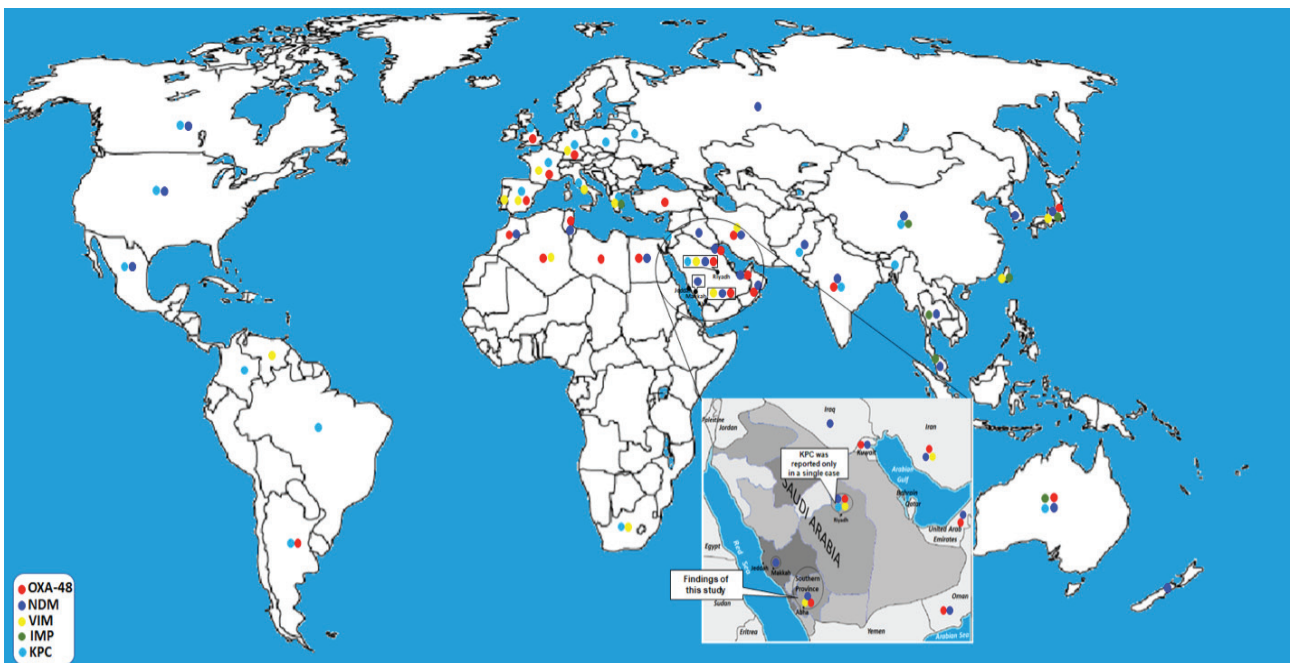 Riyadh
Makkah
OXA-48
NDM
VIM
IMP
KPC
Palestine
Jordan
Iraq
Iran
Kuwait
KPC was
reported only
in a single case
Arabian
Gulf
Bahrain
Qatar
SAUDI ARABIA
Riyadh
United Arab
Emirates
Egypt
Red Sea
Jeddah
Makkah
Southern
Province
Findings of
this study
Abha
Sudan
Oman
Eritrea
Yemen
Arabian Sea